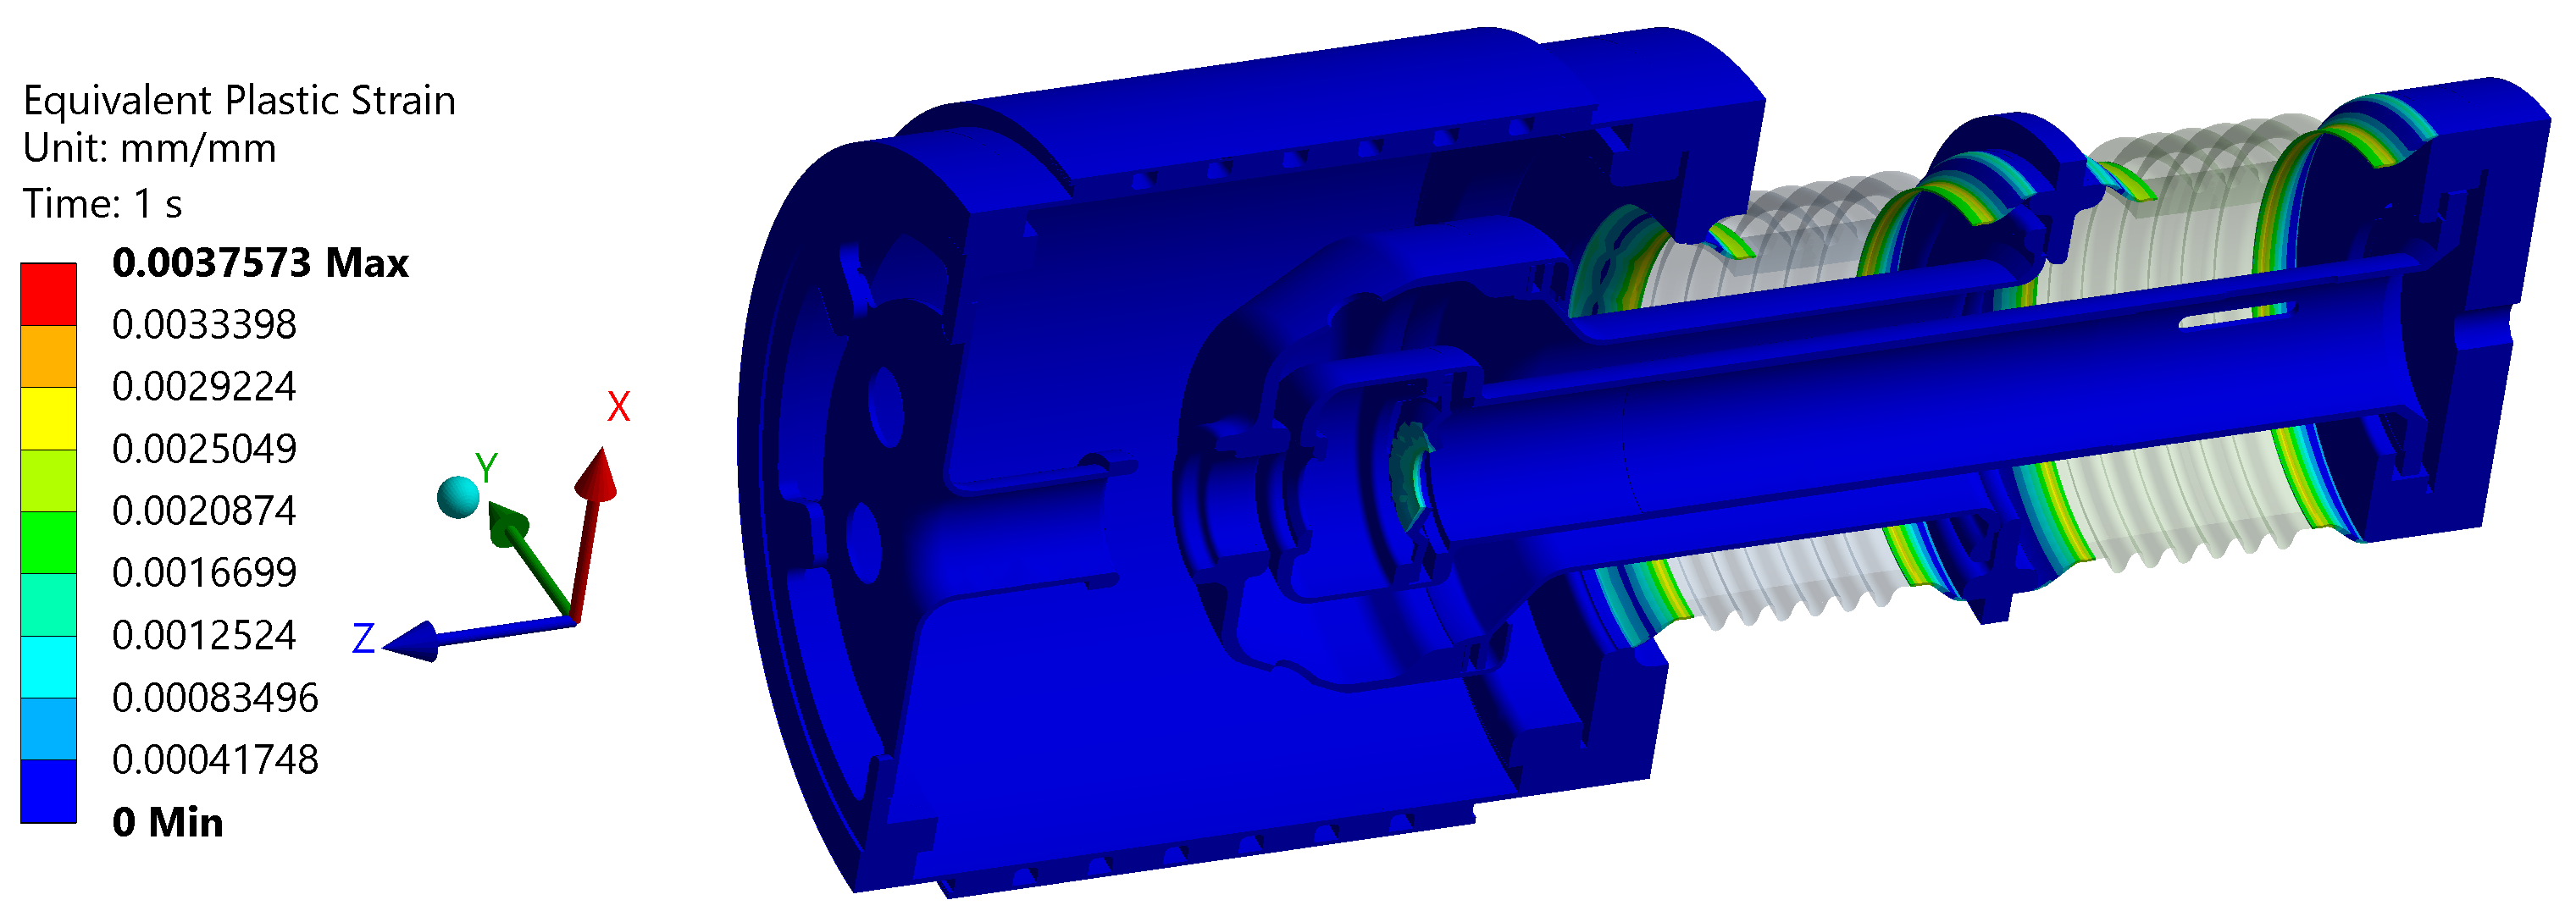 Equivalent Plastic Strain
Unit: mm/mm
Time: 1 s
0.0037573 Max
0.0033398
0.0029224
0.0025049
0.0020874
0.0016699
0.0012524
0.00083496
0.00041748
0 Min
X
Y
Z